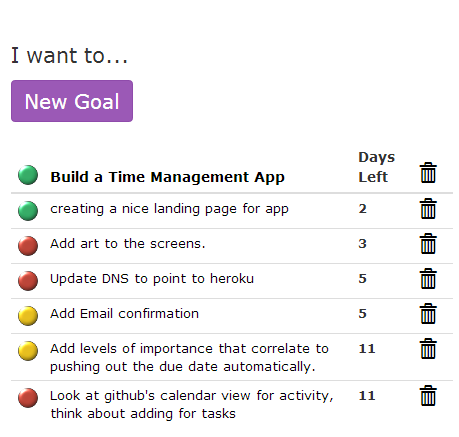 I want to...
New Goal
Days
Left
Build a Time Management App
creating a nice landing page for app 2
Add art to the screens. 3
Update DNS to point to heroku 5
Add Email confirmation 5
Add levels of importance that correlate to 11
pushing out the due date automatically.
Look at github's calendar view for activity, 11
think about adding for tasks